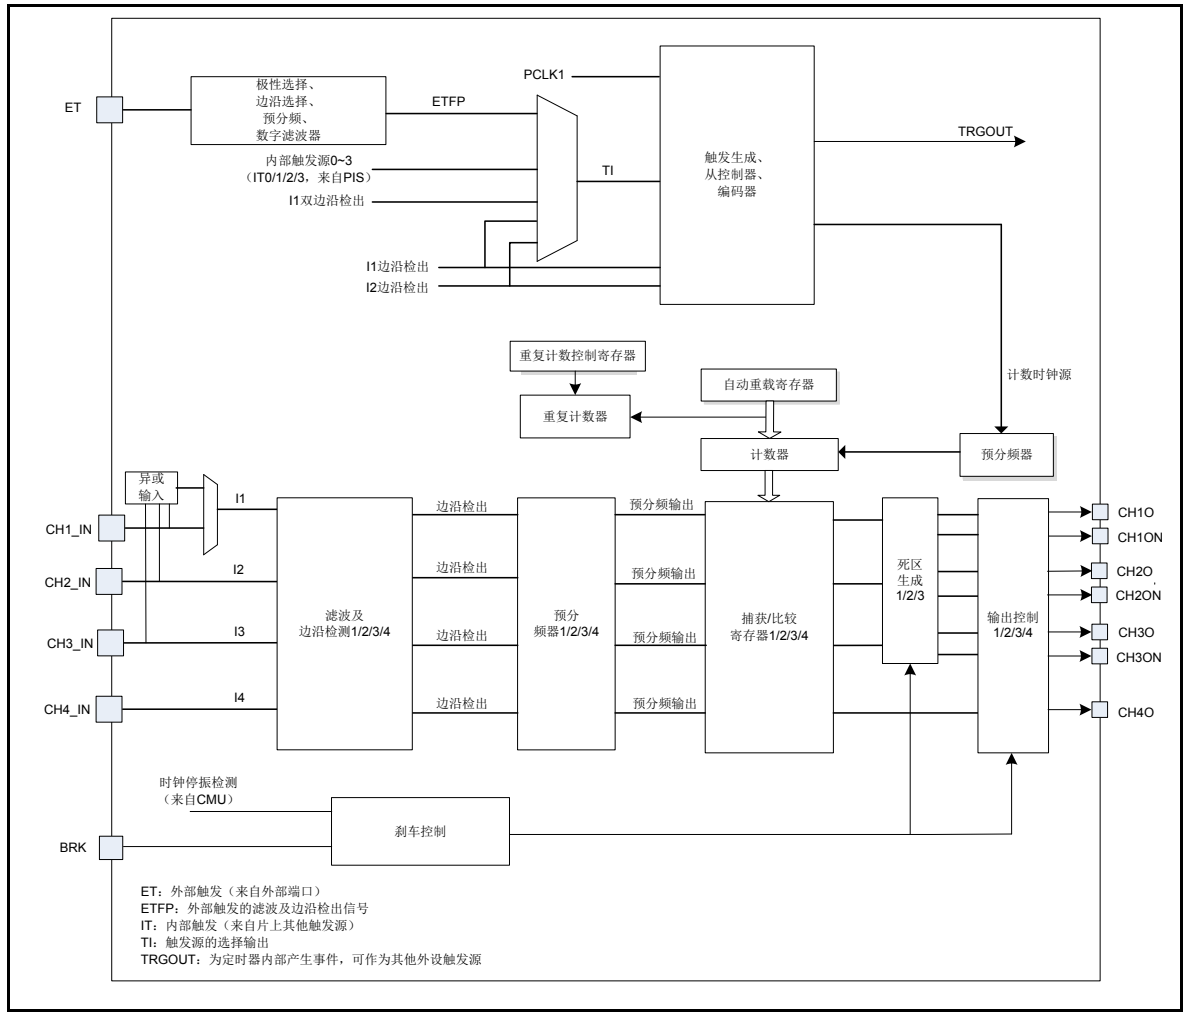 PCLK1
ET
极性选择、
边沿选择、
预分频、
数字滤波器
ETFP
内部触发源0~3
（IT0/1/2/3，来自PIS）
I1双边沿检出
TI
触发生成、
从控制器、
编码器
TRGOUT
I1边沿检出
I2边沿检出
重复计数控制寄存器
自动重载寄存器
计数时钟源
重复计数器
计数器
预分频器
异或
输入
I1
CH1_IN
I2
CH2_IN
I3
CH3_IN
I4
CH4_IN
滤波及
边沿检测1/2/3/4
边沿检出
边沿检出
边沿检出
边沿检出
预分
频器1/2/3/4
预分频输出
预分频输出
预分频输出
预分频输出
捕获/比较
寄存器1/2/3/4
死区
生成
1/2/3
输出控制
1/2/3/4
CH1O
CH1ON
CH2O
CH2ON
CH3O
CH3ON
CH4O
时钟停振检测
（来自CMU）
刹车控制
BRK
ET：外部触发（来自外部端口）
ETFP：外部触发的滤波及边沿检出信号
IT：内部触发（来自片上其他触发源）
TI：触发源的选择输出
TRGOUT：为定时器内部产生事件，可作为其他外设触发源